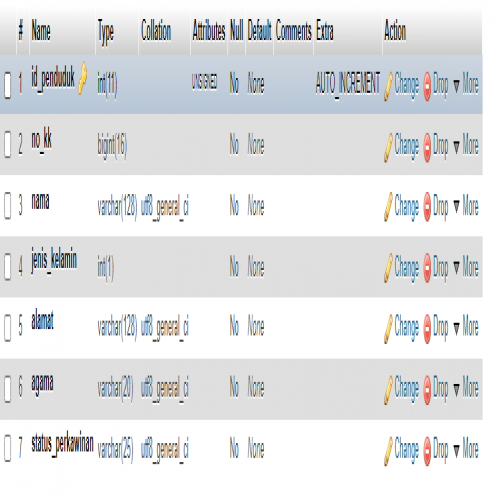 # Name Type Collation Attributes Null Default Comments Extra Action
1 id_penduduk int(11) UNSIGNED No None AUTO_INCREMENT Change Drop More
2 no_kk bigint(16) No None Change Drop More
3 nama varchar(128) utf8_general_ci No None Change Drop More
4 jenis_kelamin int(1) No None Change Drop More
5 alamat varchar(128) utf8_general_ci No None Change Drop More
6 agama varchar(20) utf8_general_ci No None Change Drop More
7 status_perkawinan varchar(25) utf8_general_ci No None Change Drop More